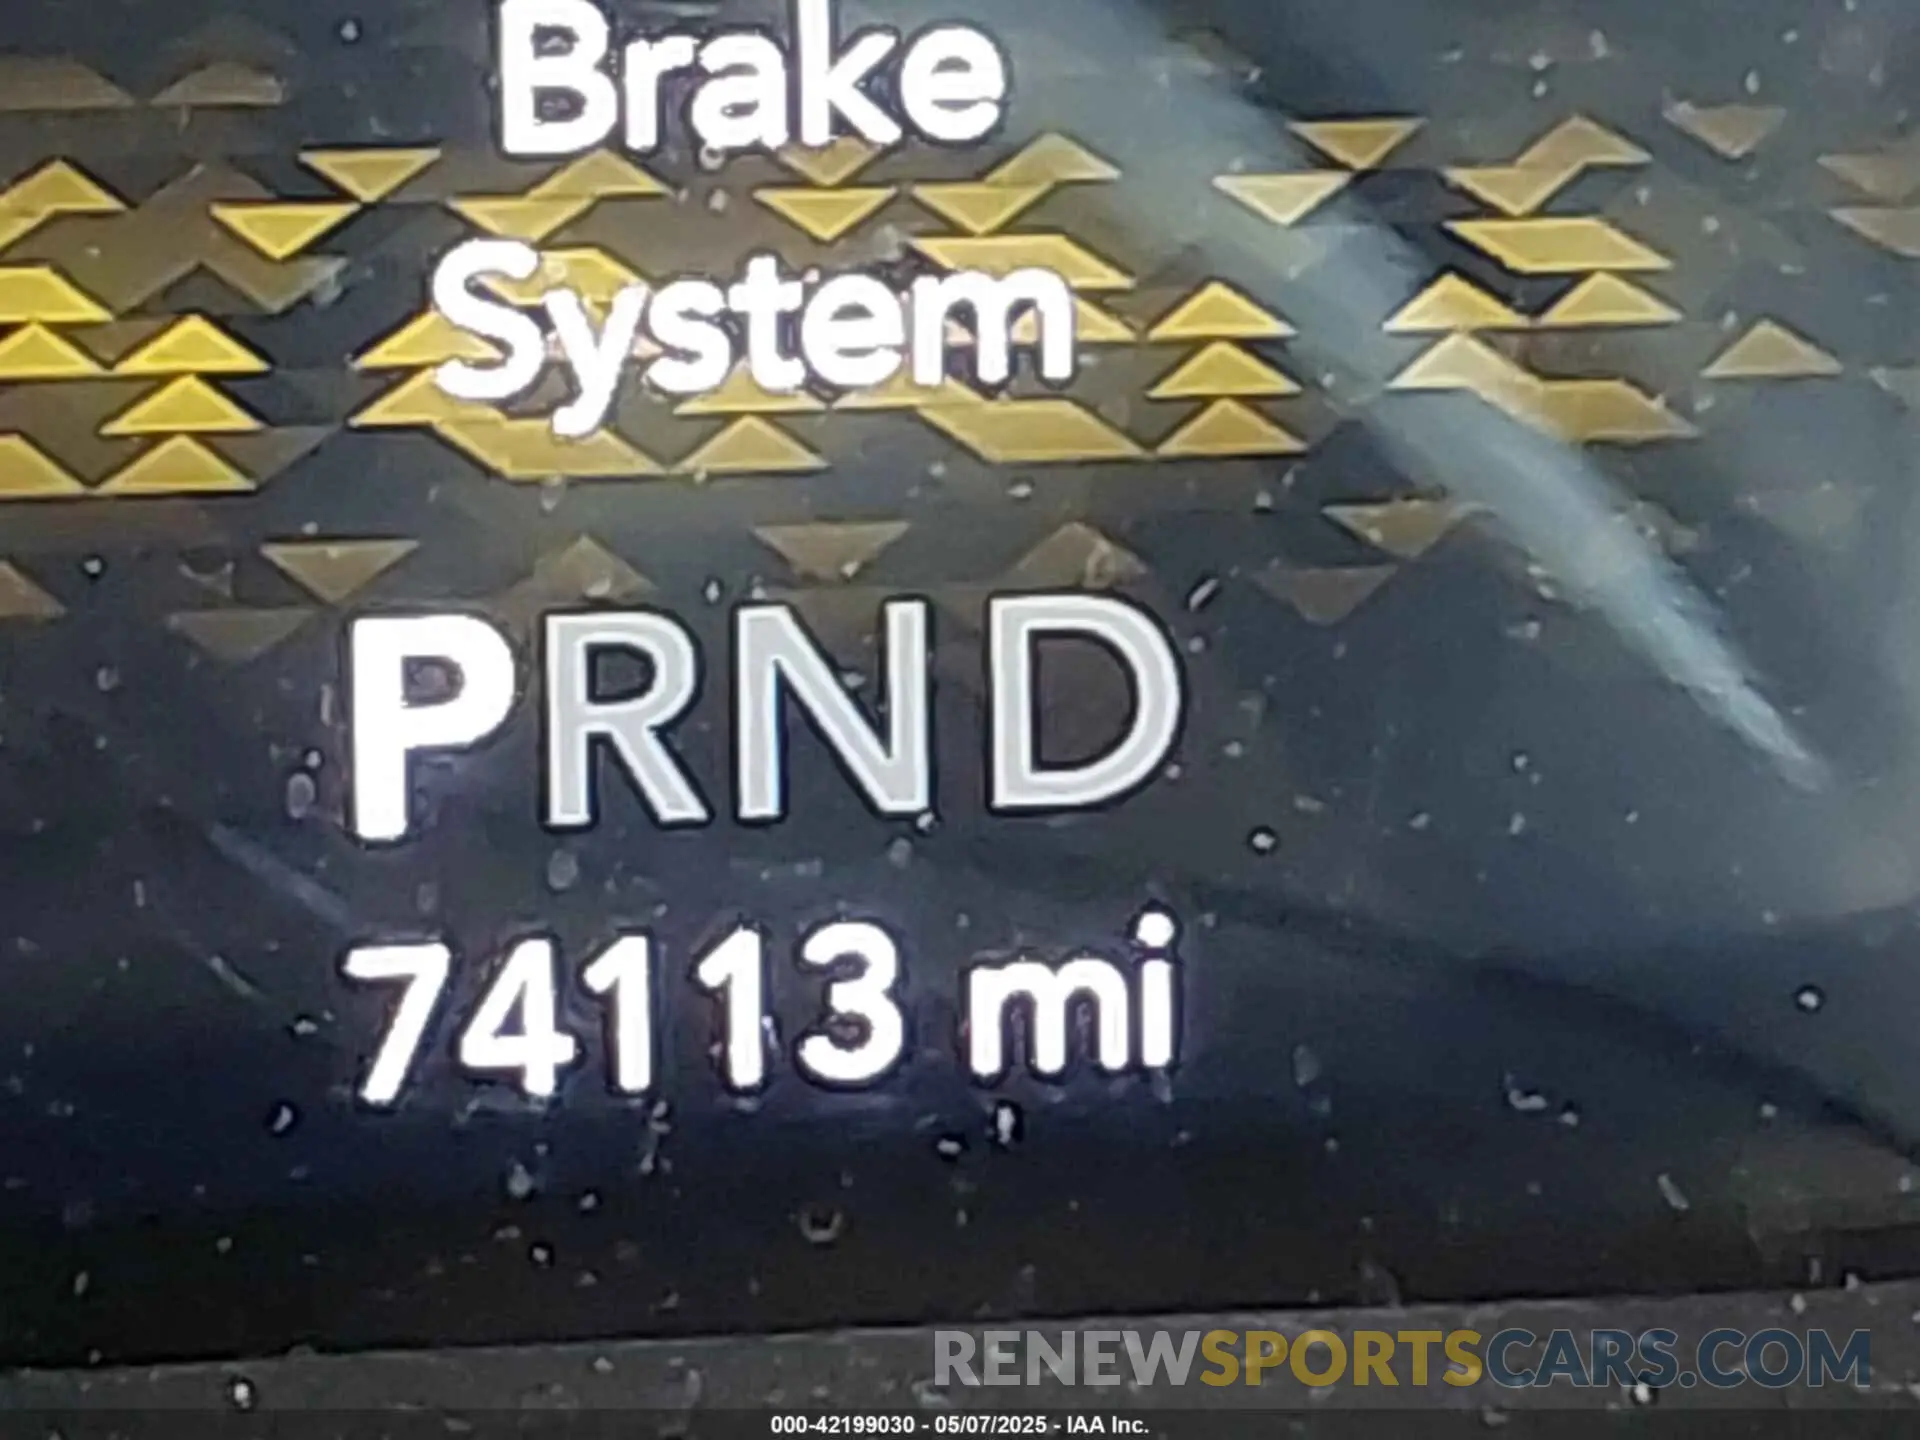 Brake
System
PRND
74113 mi
RENEWSPORTSCARS.COM
000-42199030 - 05/07/2025 - IAA Inc.